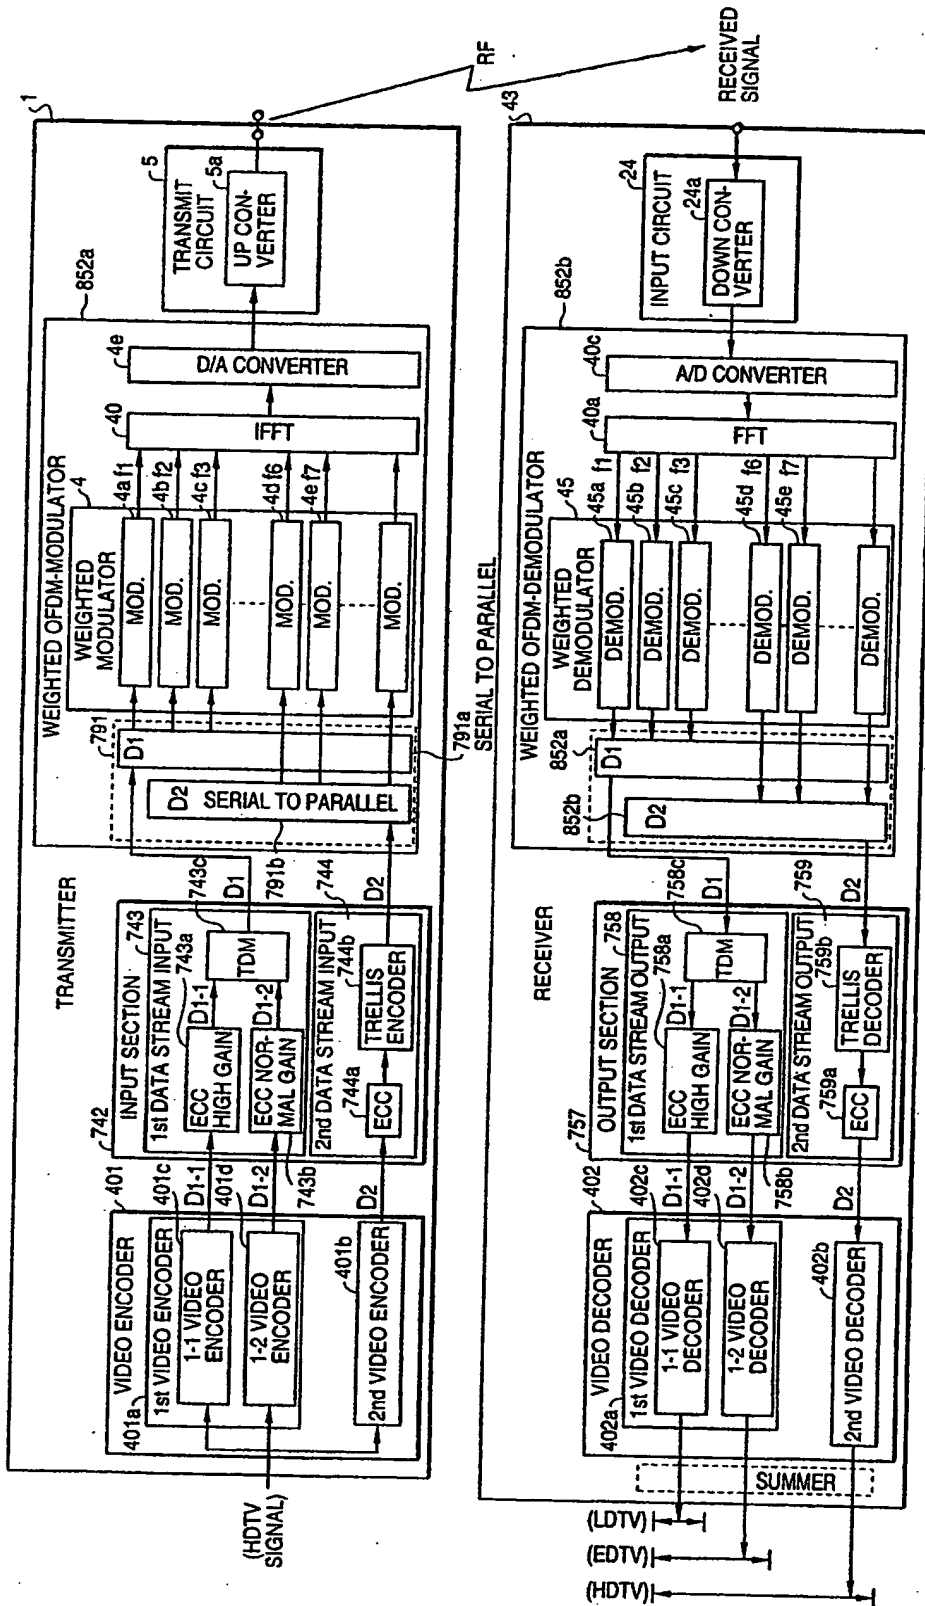 TRANSMITTER
1
(HDTV
SIGNAL)
VIDEO ENCODER
401
401a
1st VIDEO ENCODER
401c
1-1 VIDEO
ENCODER
401d
1-2 VIDEO
ENCODER
401b
2nd VIDEO ENCODER
D1-1
D1-2
D2
742
INPUT SECTION
743
1st DATA STREAM INPUT
743a
ECC
HIGH GAIN
ECC NOR-
MAL GAIN
743b
D1-1
D1-2
743c
TDM
2nd DATA STREAM INPUT
744
744a
ECC
744b
TRELLIS
ENCODER
D1
D2
WEIGHTED OFDM-MODULATOR
852a
791
D1
D2
SERIAL TO PARALLEL
791b
791a
SERIAL TO PARALLEL
WEIGHTED
MODULATOR
4
MOD.
MOD.
MOD.
MOD.
MOD.
MOD.
4a f1
4b f2
4c f3
4d f6
4e f7
40
IFFT
4e
D/A CONVERTER
TRANSMIT
CIRCUIT
5
5a
UP CON-
VERTER
RF
RECEIVED
SIGNAL
RECEIVER
43
INPUT CIRCUIT
24
24a
DOWN CON-
VERTER
WEIGHTED OFDM-DEMODULATOR
852b
40c
A/D CONVERTER
40a
FFT
WEIGHTED
DEMODULATOR
45
45a f1
45b f2
45c f3
45d f6
45e f7
DEMOD.
DEMOD.
DEMOD.
DEMOD.
DEMOD.
DEMOD.
852a
D1
852b
D2
D1
D2
757
OUTPUT SECTION
758
1st DATA STREAM OUTPUT
758a
ECC
HIGH GAIN
ECC NOR-
MAL GAIN
758b
D1-1
D1-2
758c
TDM
2nd DATA STREAM OUTPUT
759
759a
ECC
759b
TRELLIS
DECODER
D1-1
D1-2
D2
VIDEO DECODER
402
402a
1st VIDEO DECODER
402c
1-1 VIDEO
DECODER
402d
1-2 VIDEO
DECODER
402b
2nd VIDEO DECODER
SUMMER
(LDTV)
(EDTV)
(HDTV)